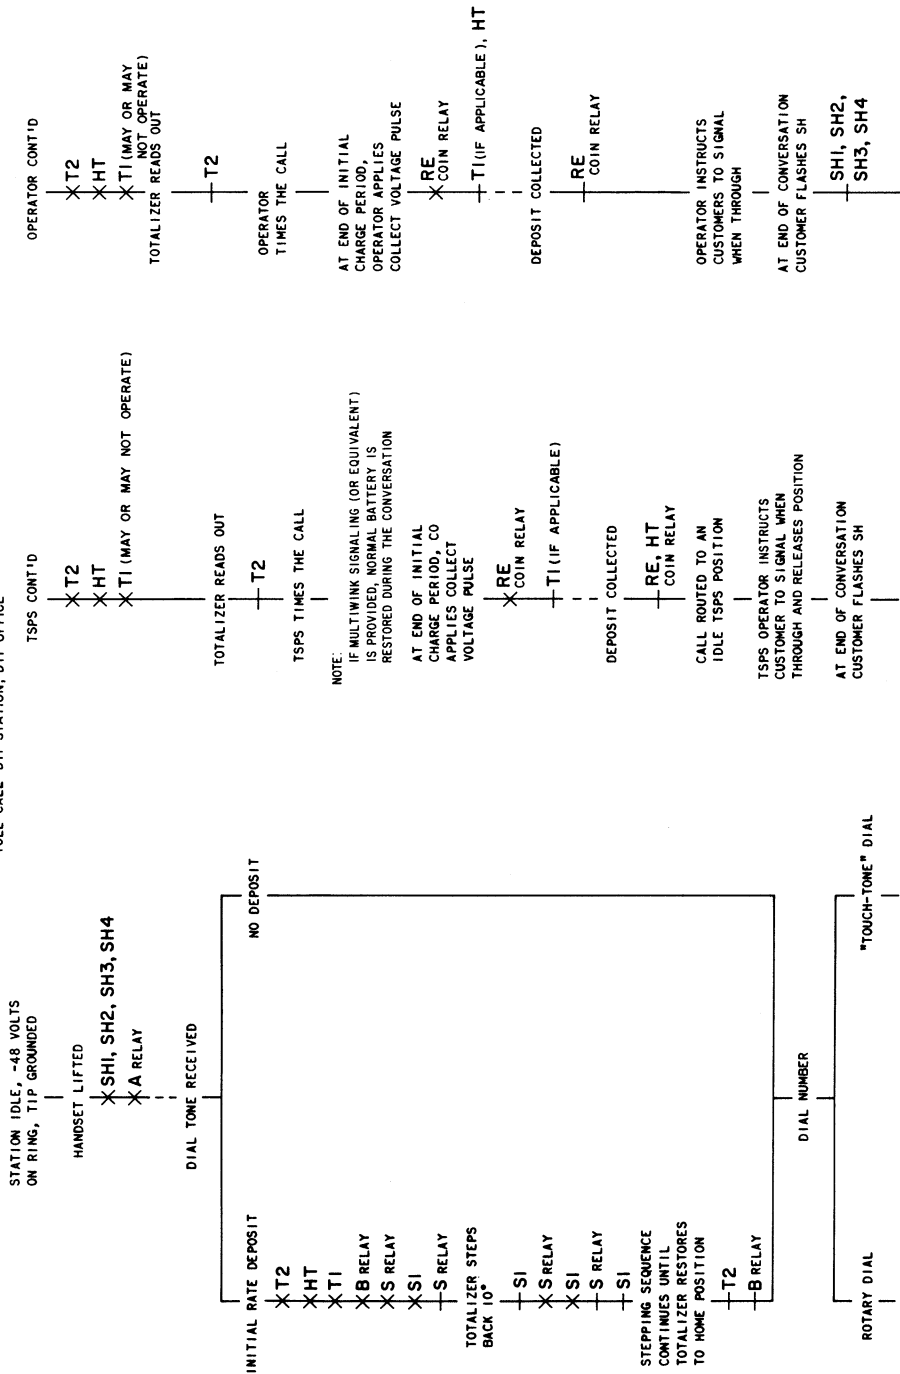 TOLL CALL DTF STATION, DTF OFFICE
STATION IDLE, -48 VOLTS
ON RING, TIP GROUNDED
HANDSET LIFTED
SH1, SH2, SH3, SH4
A RELAY
DIAL TONE RECEIVED
INITIAL RATE DEPOSIT
T2
HT
T1
B RELAY
S RELAY
S1
S RELAY
TOTALIZER STEPS
BACK 10°
S1
S RELAY
S1
S RELAY
S1
STEPPING SEQUENCE
CONTINUES UNTIL
TOTALIZER RESTORES
TO HOME POSITION
T2
B RELAY
NO DEPOSIT
DIAL NUMBER
ROTARY DIAL
"TOUCH-TONE" DIAL
TSPS CONT'D
T2
HT
T1 (MAY OR MAY NOT OPERATE)
TOTALIZER READS OUT
T2
TSPS TIMES THE CALL
NOTE:
IF MULTIWINK SIGNALING (OR EQUIVALENT)
IS PROVIDED, NORMAL BATTERY IS
RESTORED DURING THE CONVERSATION
AT END OF INITIAL
CHARGE PERIOD, CO
APPLIES COLLECT
VOLTAGE PULSE
RE
COIN RELAY
T1 (IF APPLICABLE)
DEPOSIT COLLECTED
RE, HT
COIN RELAY
CALL ROUTED TO AN
IDLE TSPS POSITION
TSPS OPERATOR INSTRUCTS
CUSTOMER TO SIGNAL WHEN
THROUGH AND RELEASES POSITION
AT END OF CONVERSATION
CUSTOMER FLASHES SH
OPERATOR CONT'D
T2
HT
T1 (MAY OR MAY
NOT OPERATE)
TOTALIZER READS OUT
T2
OPERATOR
TIMES THE CALL
AT END OF INITIAL
CHARGE PERIOD,
OPERATOR APPLIES
COLLECT VOLTAGE PULSE
RE
COIN RELAY
T1 (IF APPLICABLE), HT
DEPOSIT COLLECTED
RE
COIN RELAY
OPERATOR INSTRUCTS
CUSTOMERS TO SIGNAL
WHEN THROUGH
AT END OF CONVERSATION
CUSTOMER FLASHES SH
SH1, SH2,
SH3, SH4